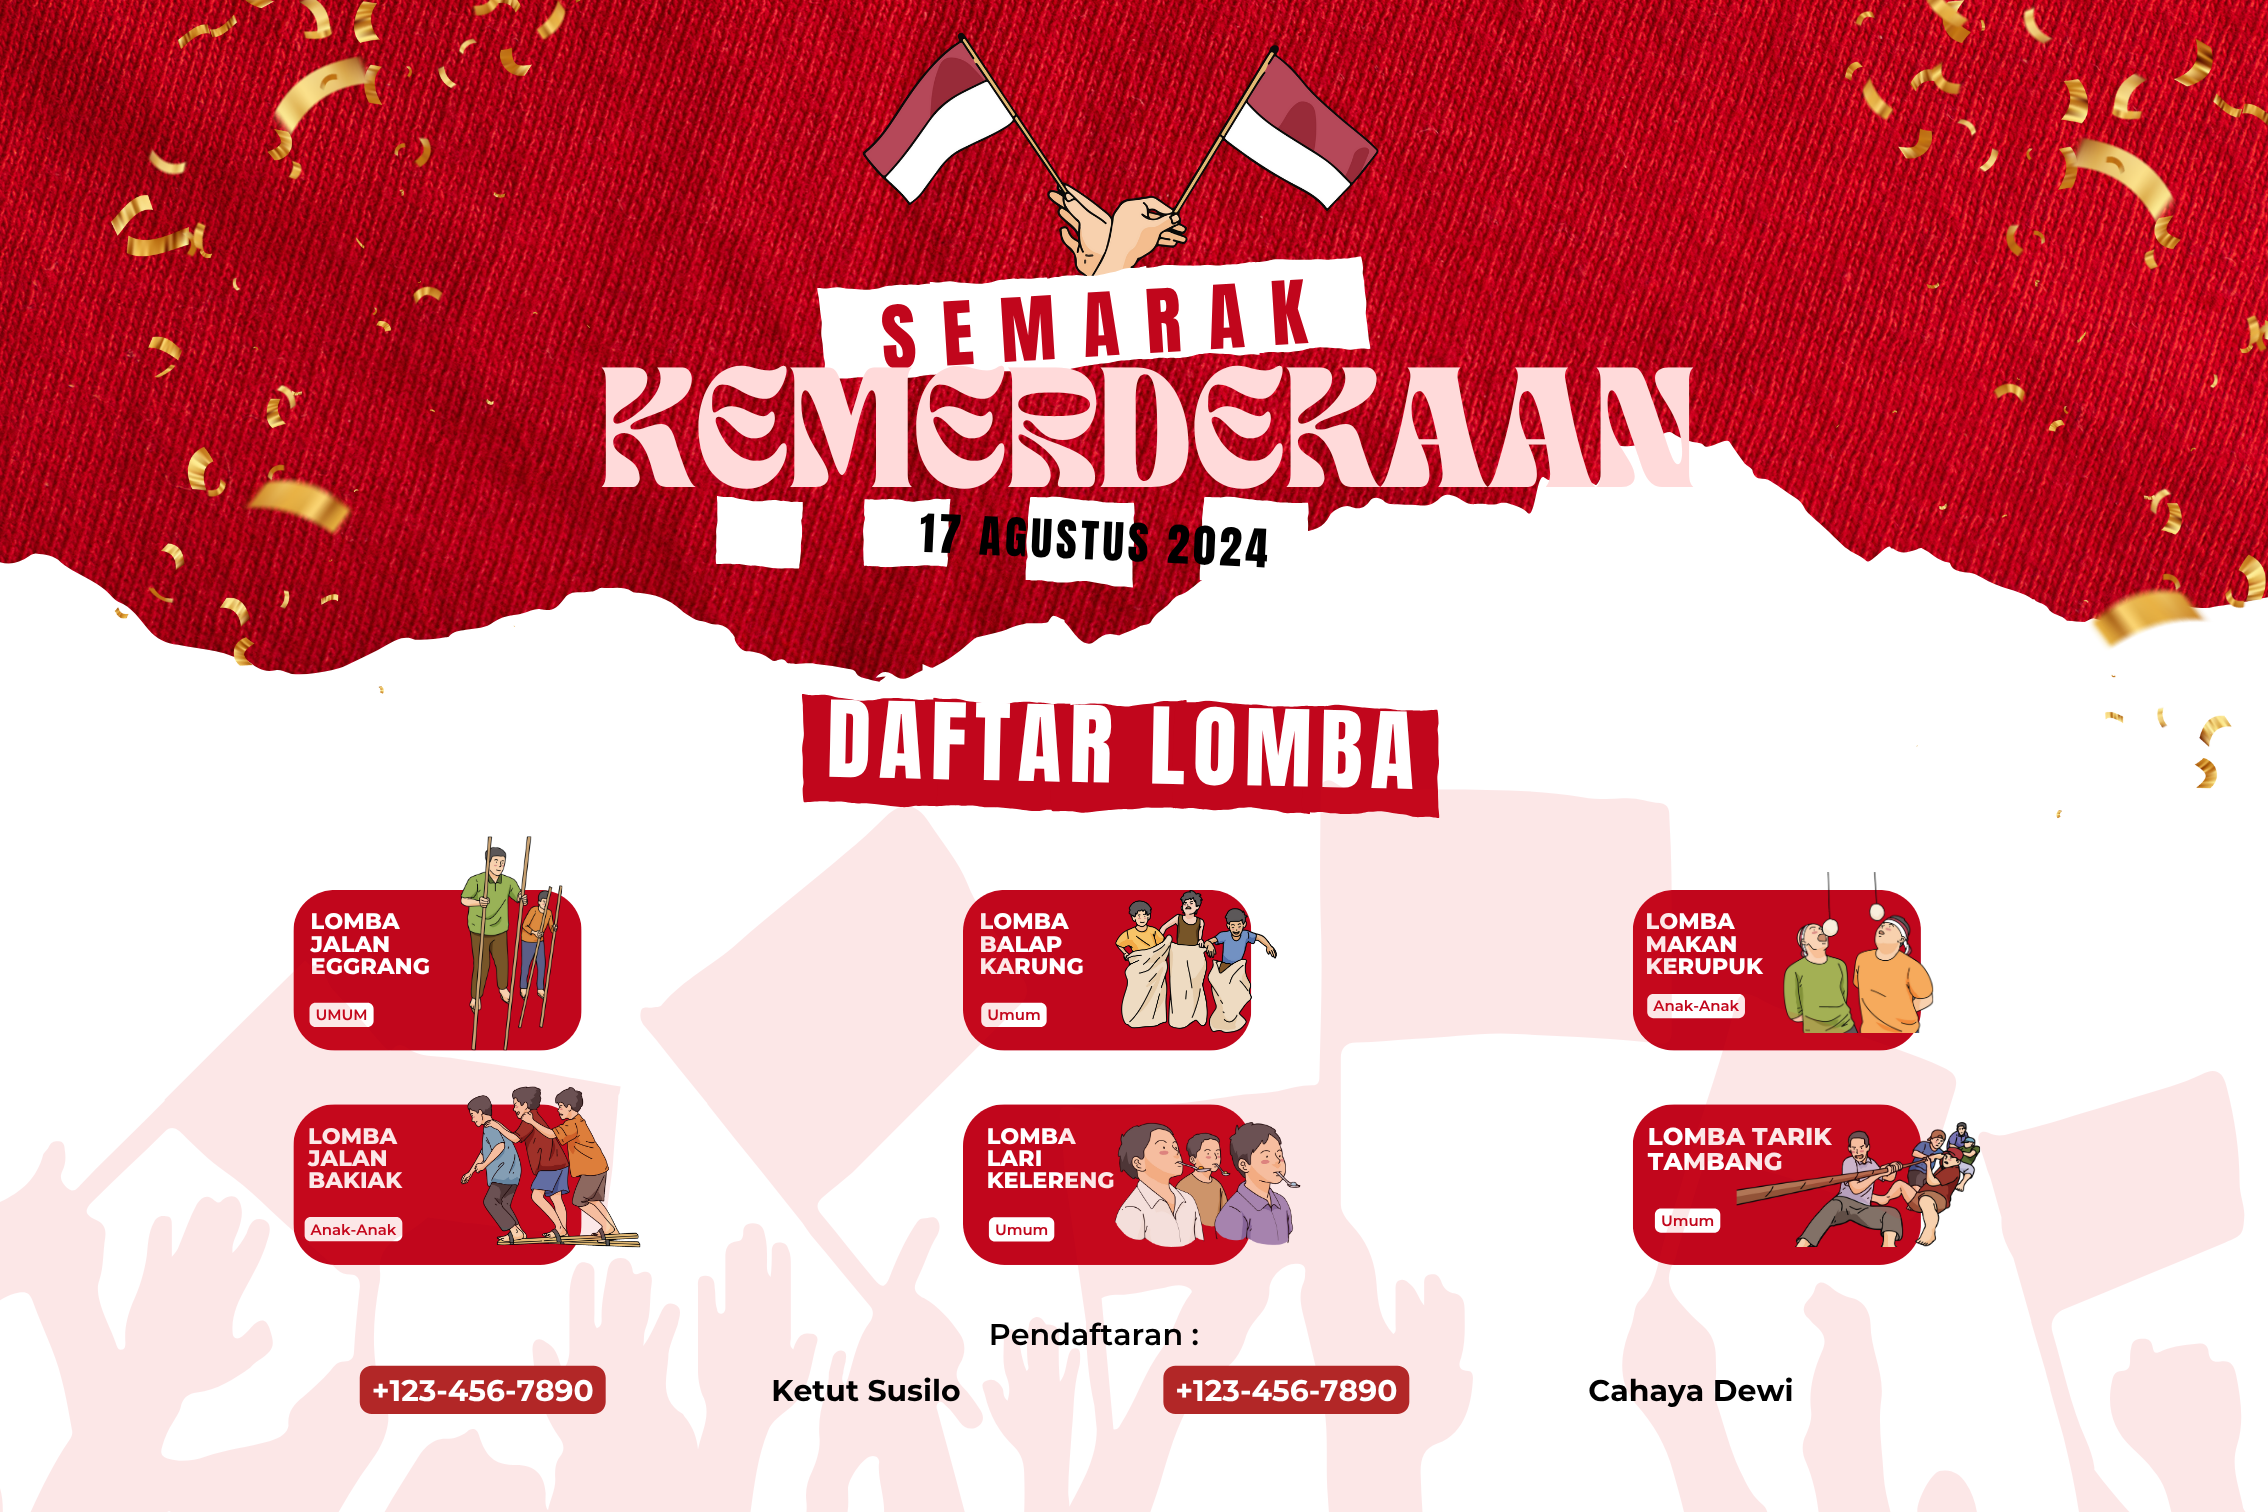 SEMARAK
KEMERDEKAAN
17 AGUSTUS 2024
DAFTAR LOMBA
LOMBA
JALAN
EGGRANG
UMUM
LOMBA
BALAP
KARUNG
Umum
LOMBA
MAKAN
KERUPUK
Anak-Anak
LOMBA
JALAN
BAKIAK
Anak-Anak
LOMBA
LARI
KELERENG
Umum
LOMBA TARIK
TAMBANG
Umum
Pendaftaran :
+123-456-7890 Ketut Susilo +123-456-7890 Cahaya Dewi